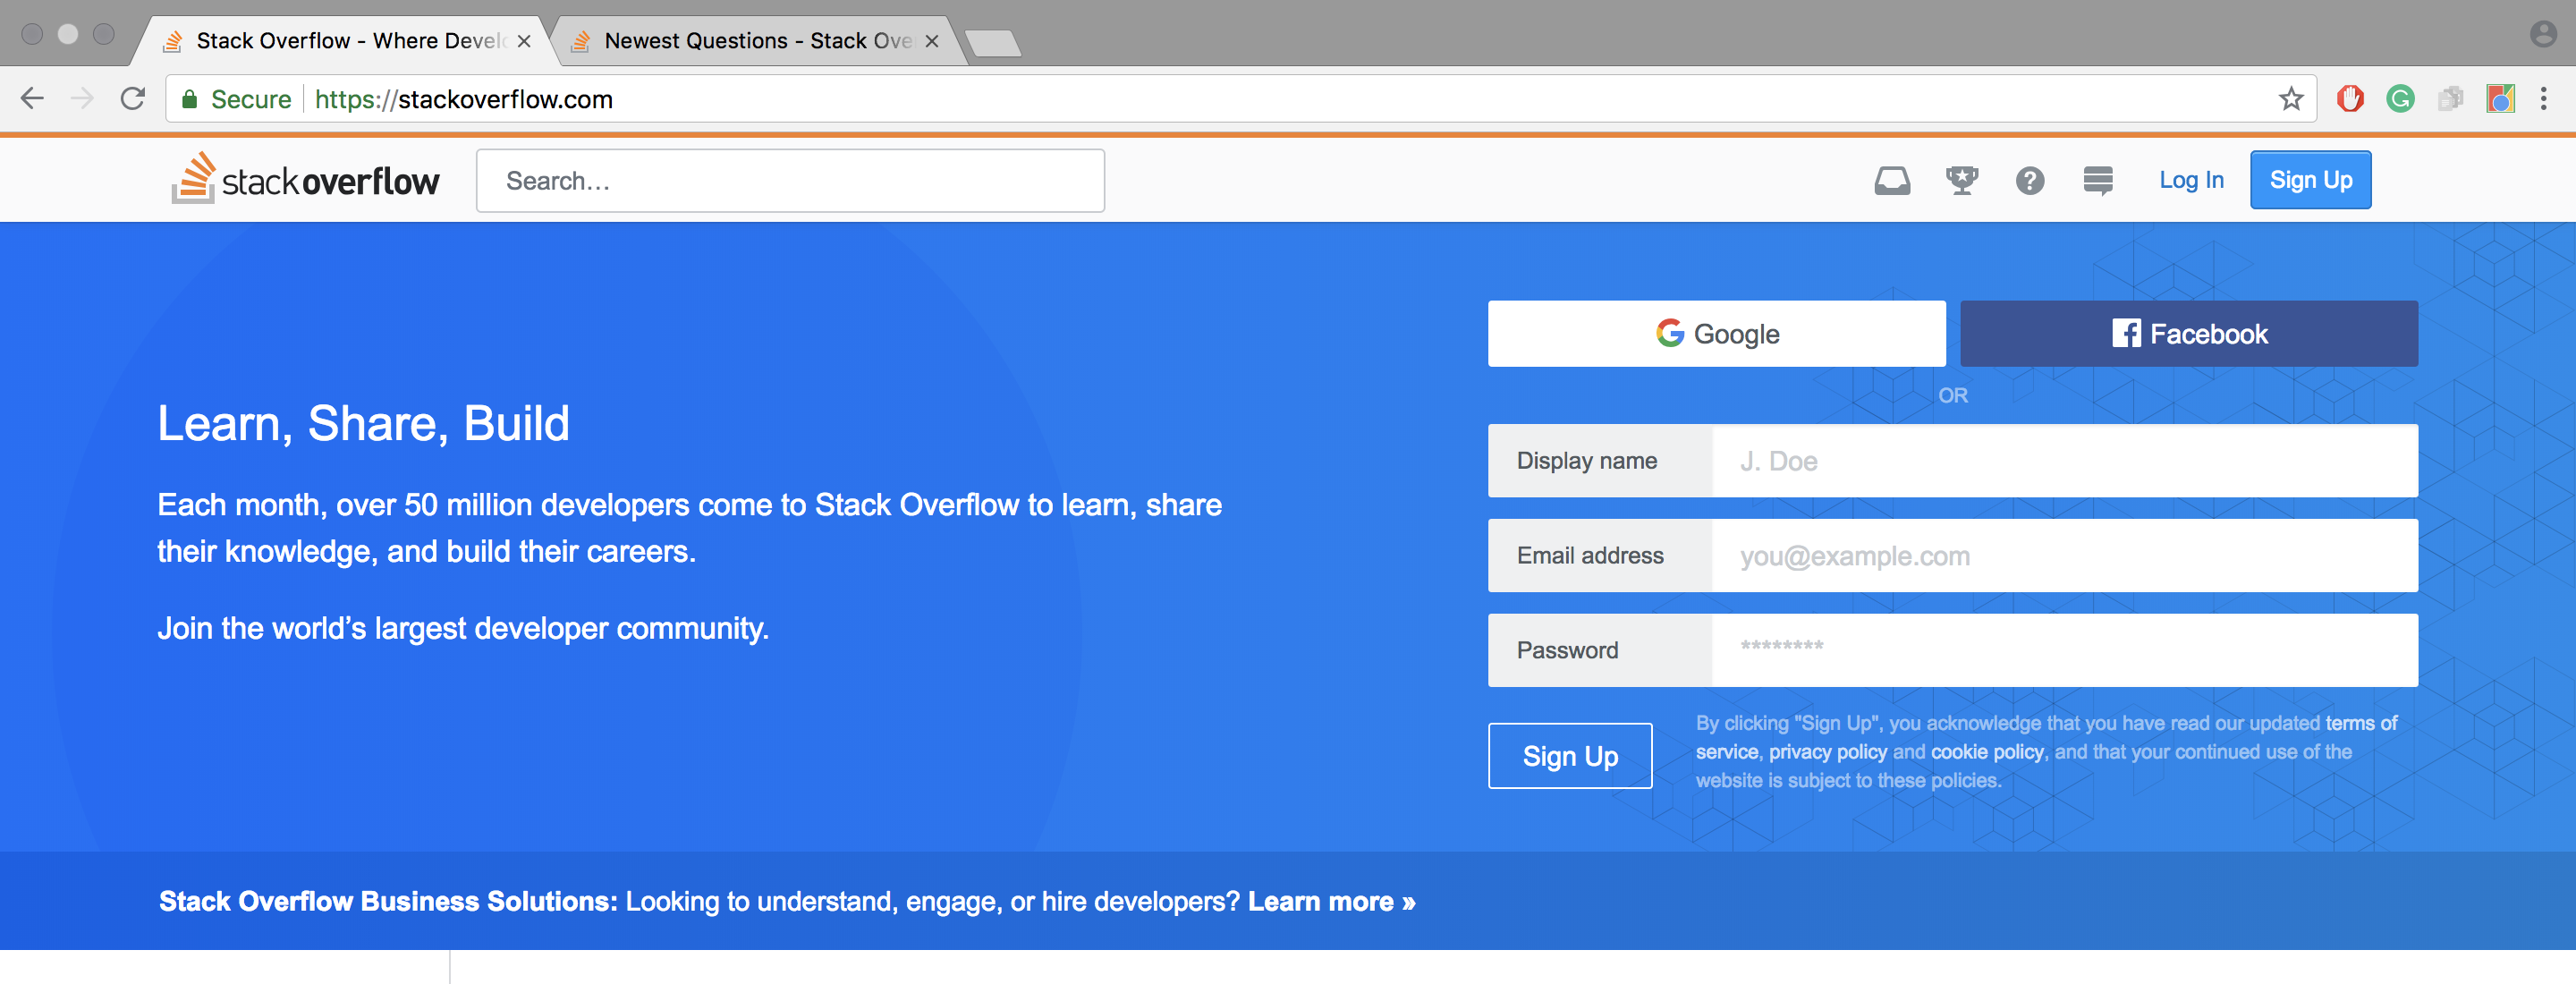 Stack Overflow - Where Devel
Newest Questions - Stack Over
Secure
https://stackoverflow.com
stackoverflow
Search...
Log In
Sign Up
Google
Facebook
OR
Learn, Share, Build
Each month, over 50 million developers come to Stack Overflow to learn, share
their knowledge, and build their careers.
Join the world’s largest developer community.
Display name
J. Doe
Email address
you@example.com
Password
********
Sign Up
By clicking "Sign Up", you acknowledge that you have read our updated terms of
service, privacy policy and cookie policy, and that your continued use of the
website is subject to these policies.
Stack Overflow Business Solutions: Looking to understand, engage, or hire developers? Learn more »